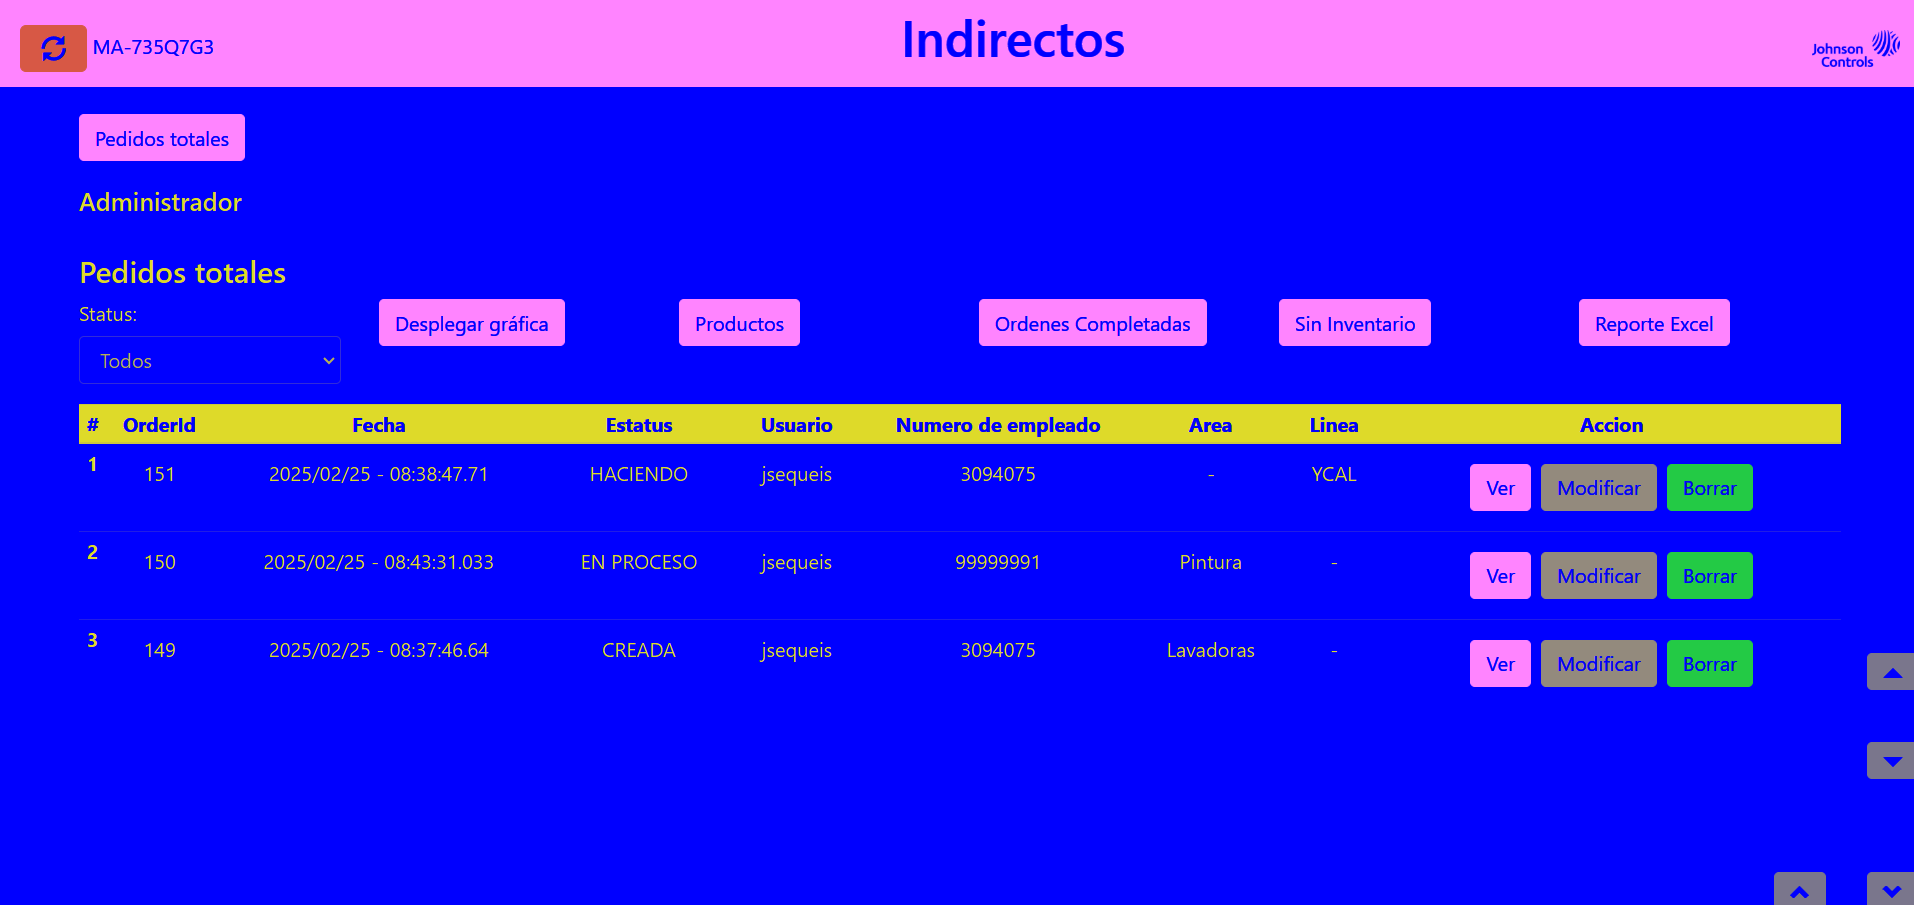 MA-735Q7G3
Indirectos
Johnson
Controls
Pedidos totales
Administrador
Pedidos totales
Status:
Todos
Desplegar gráfica
Productos
Ordenes Completadas
Sin Inventario
Reporte Excel
# OrderId Fecha Estatus Usuario Numero de empleado Area Linea Accion
1 151 2025/02/25 - 08:38:47.71 HACIENDO jsequeis 3094075 - YCAL Ver Modificar Borrar
2 150 2025/02/25 - 08:43:31.033 EN PROCESO jsequeis 99999991 Pintura - Ver Modificar Borrar
3 149 2025/02/25 - 08:37:46.64 CREADA jsequeis 3094075 Lavadoras - Ver Modificar Borrar